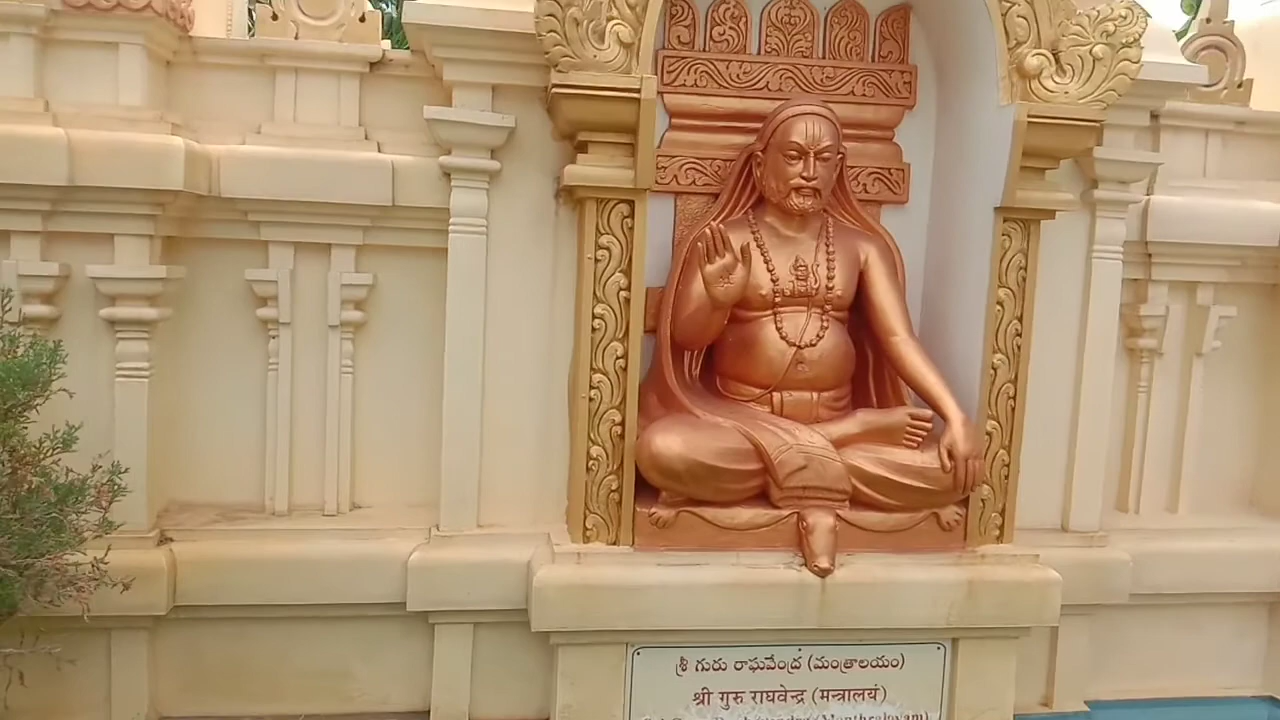 శ్రీ గురు రాఘవేంద్ర (మంత్రాలయం)
श्री गुरु राघवेन्द्र (मन्त्रालयं)